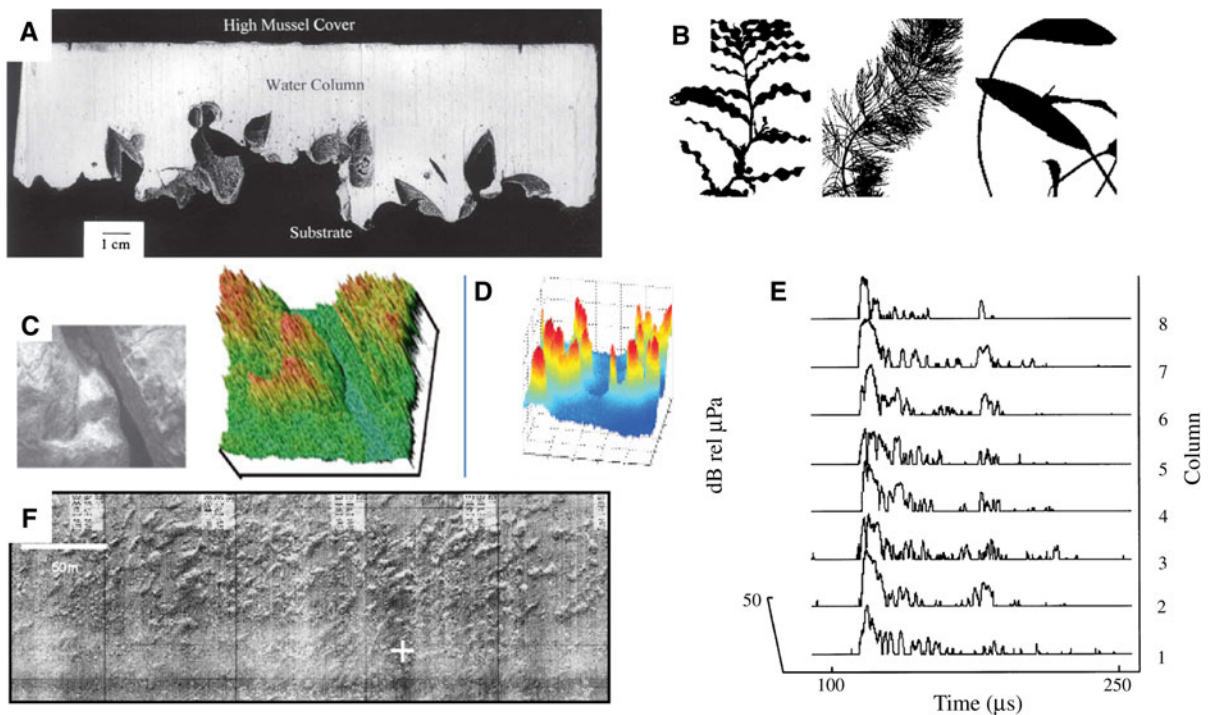 A
High Mussel Cover
Water Column
Substrate
1 cm
B
C
D
E
dB rel µPa
50
8
7
6
5
4
3
2
1
Column
100
250
Time (µs)
F
50m